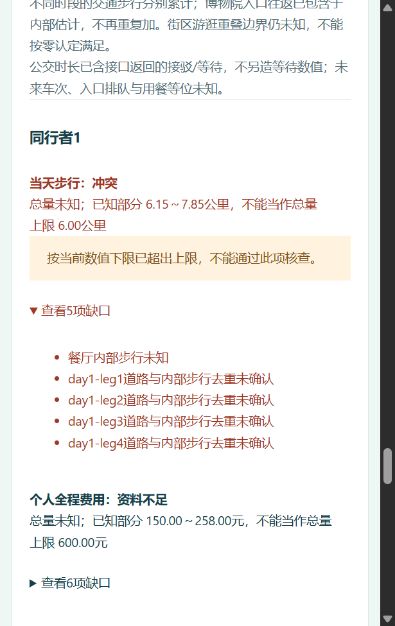 不同时段的交通步行分别累计；博物院入口往返已包含于
内部估计，不再重复加。街区游逛重叠边界仍未知，不能
按零认定满足。
公交时长已含接口返回的接驳/等待，不另造等待数值；未
来车次、入口排队与用餐等位未知。
同行者1
当天步行：冲突
总量未知；已知部分 6.15～7.85公里，不能当作总量
上限 6.00公里
按当前数值下限已超出上限，不能通过此项核查。
▼ 查看5项缺口
• 餐厅内部步行未知
• day1-leg1道路与内部步行去重未确认
• day1-leg2道路与内部步行去重未确认
• day1-leg3道路与内部步行去重未确认
• day1-leg4道路与内部步行去重未确认
个人全程费用：资料不足
总量未知；已知部分 150.00～258.00元，不能当作总量
上限 600.00元
▶ 查看6项缺口